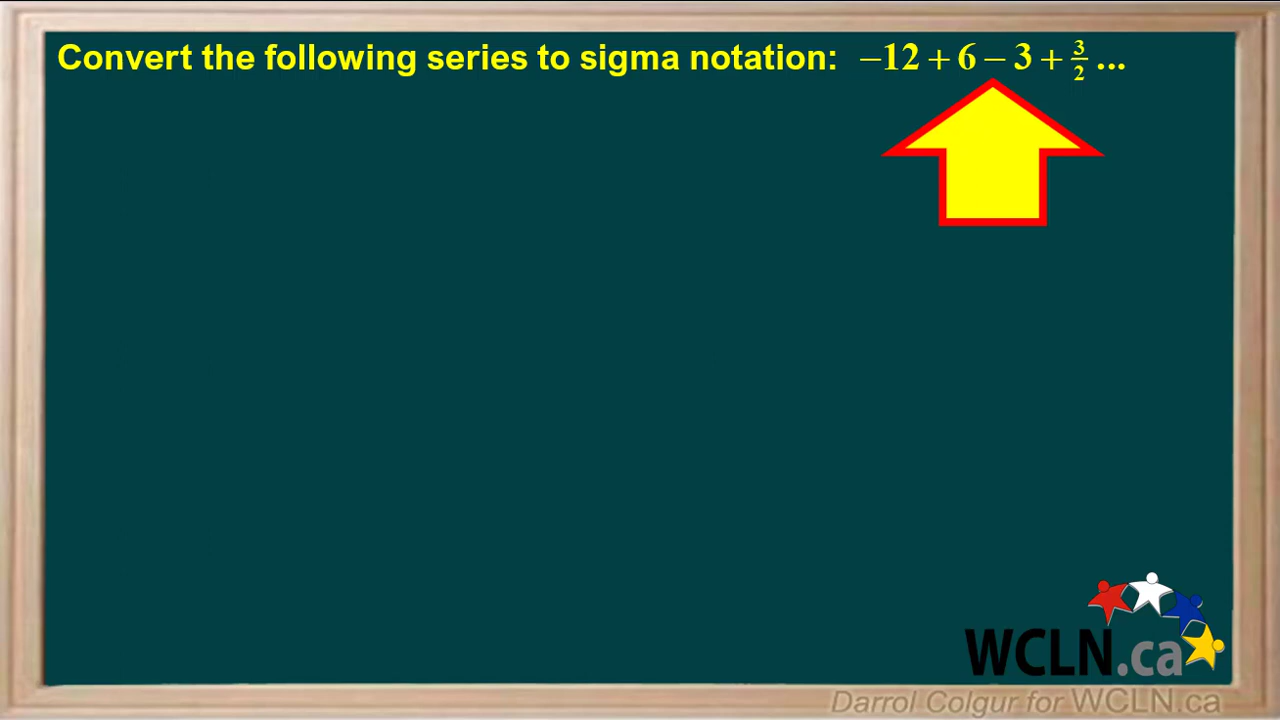 Convert the following series to sigma notation: −12 + 6 − 3 + 3/2 ...
WCLN.ca
Darrol Colgur for WCLN.ca